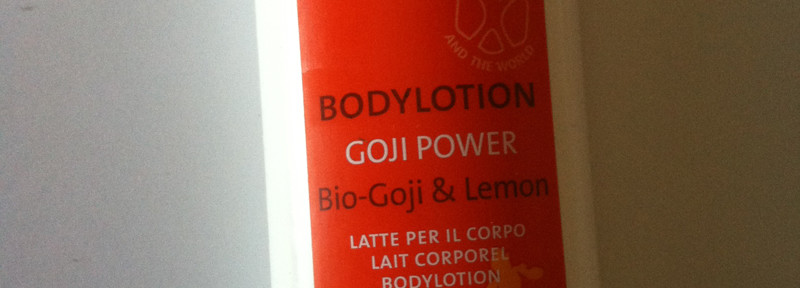 AND THE WORLD
BODYLOTION
GOJI POWER
Bio-Goji & Lemon
LATTE PER IL CORPO
LAIT CORPOREL
BODYLOTION